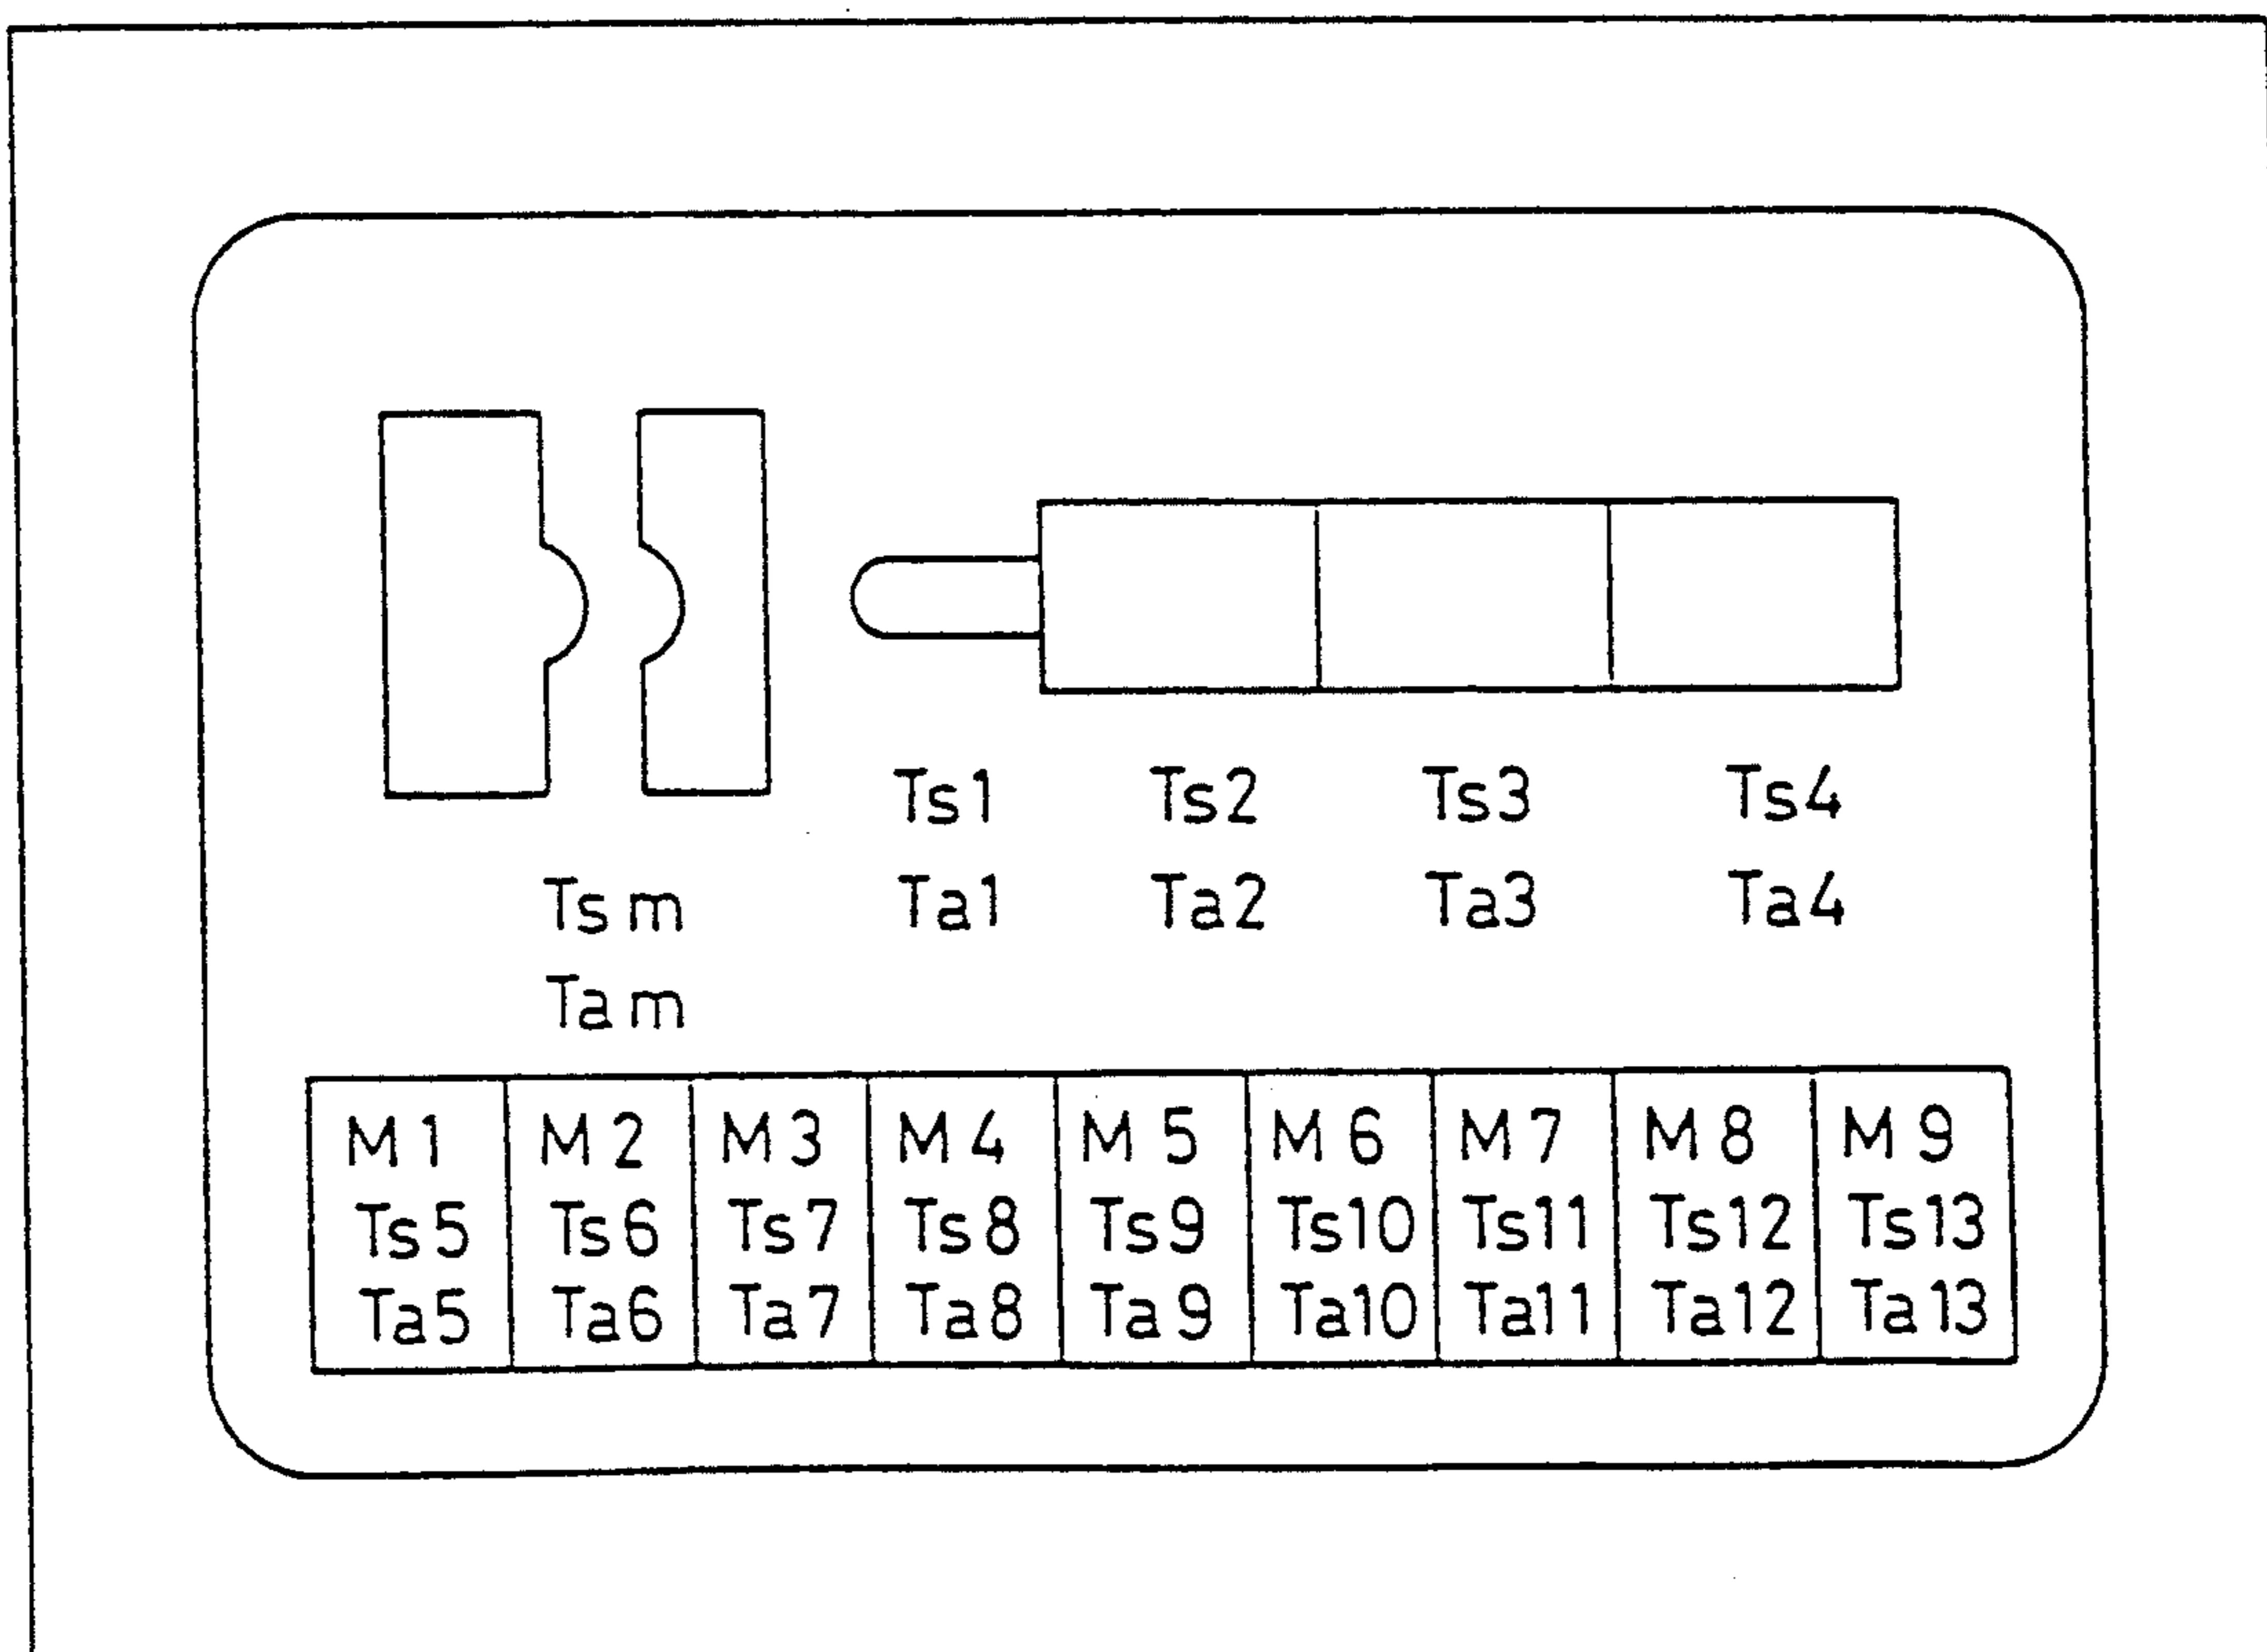 Ts1 Ts2 Ts3 Ts4
Ta1 Ta2 Ta3 Ta4
Tsm
Tam
M1 M2 M3 M4 M5 M6 M7 M8 M9
Ts5 Ts6 Ts7 Ts8 Ts9 Ts10 Ts11 Ts12 Ts13
Ta5 Ta6 Ta7 Ta8 Ta9 Ta10 Ta11 Ta12 Ta13